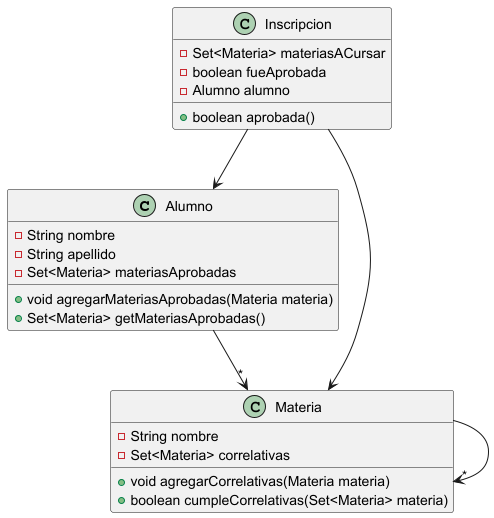 C Inscripcion
Set<Materia> materiasACursar
boolean fueAprobada
Alumno alumno
boolean aprobada()
C Alumno
String nombre
String apellido
Set<Materia> materiasAprobadas
void agregarMateriasAprobadas(Materia materia)
Set<Materia> getMateriasAprobadas()
*
C Materia
String nombre
Set<Materia> correlativas
void agregarCorrelativas(Materia materia)
boolean cumpleCorrelativas(Set<Materia> materia)
*